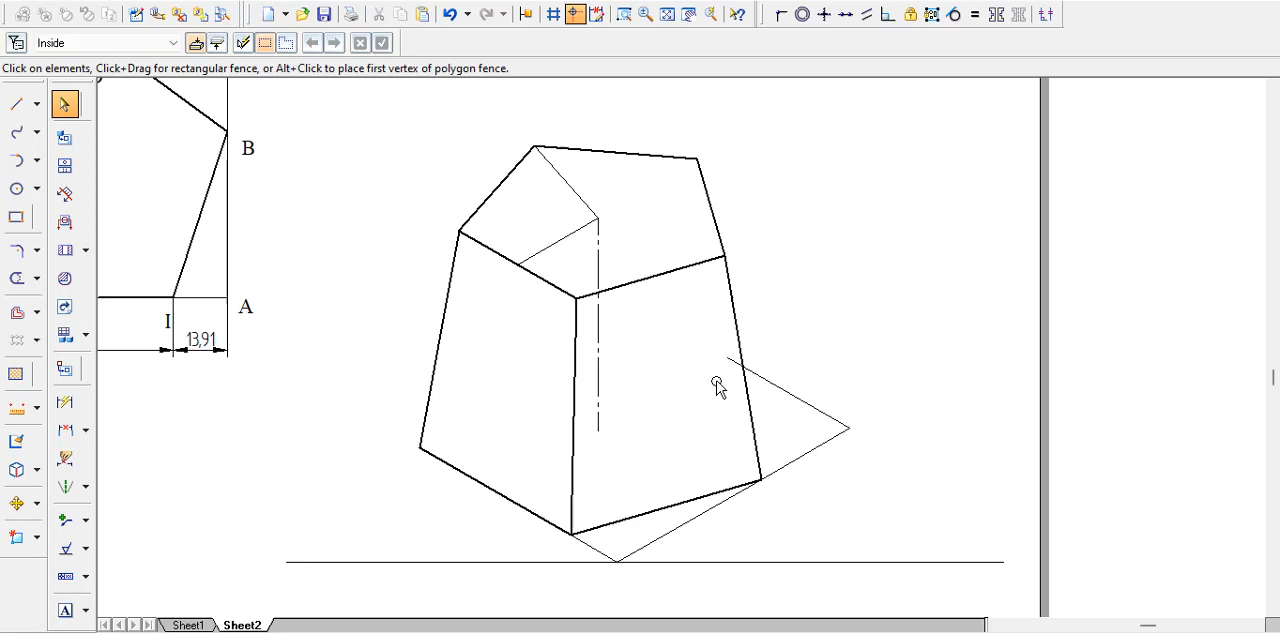 Inside
Click on elements, Click+Drag for rectangular fence, or Alt+Click to place first vertex of polygon fence.
B
A
I
13,91
A
Sheet1
Sheet2